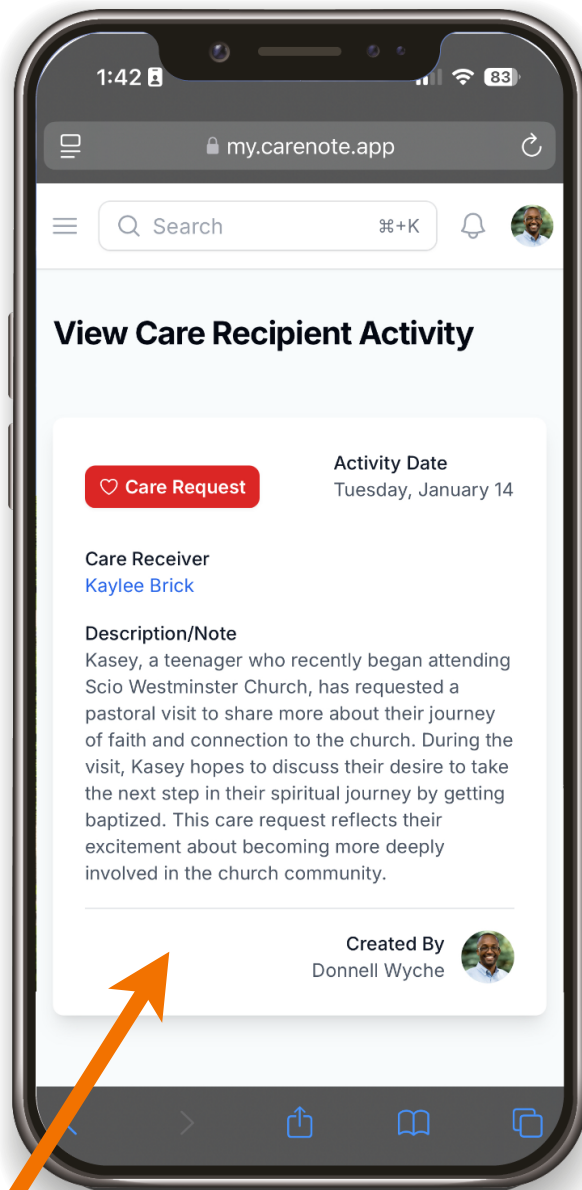 1:42
83
my.carenote.app
Search ⌘+K
View Care Recipient Activity
Care Request
Activity Date
Tuesday, January 14
Care Receiver
Kaylee Brick
Description/Note
Kasey, a teenager who recently began attending
Scio Westminster Church, has requested a
pastoral visit to share more about their journey
of faith and connection to the church. During the
visit, Kasey hopes to discuss their desire to take
the next step in their spiritual journey by getting
baptized. This care request reflects their
excitement about becoming more deeply
involved in the church community.
Created By
Donnell Wyche